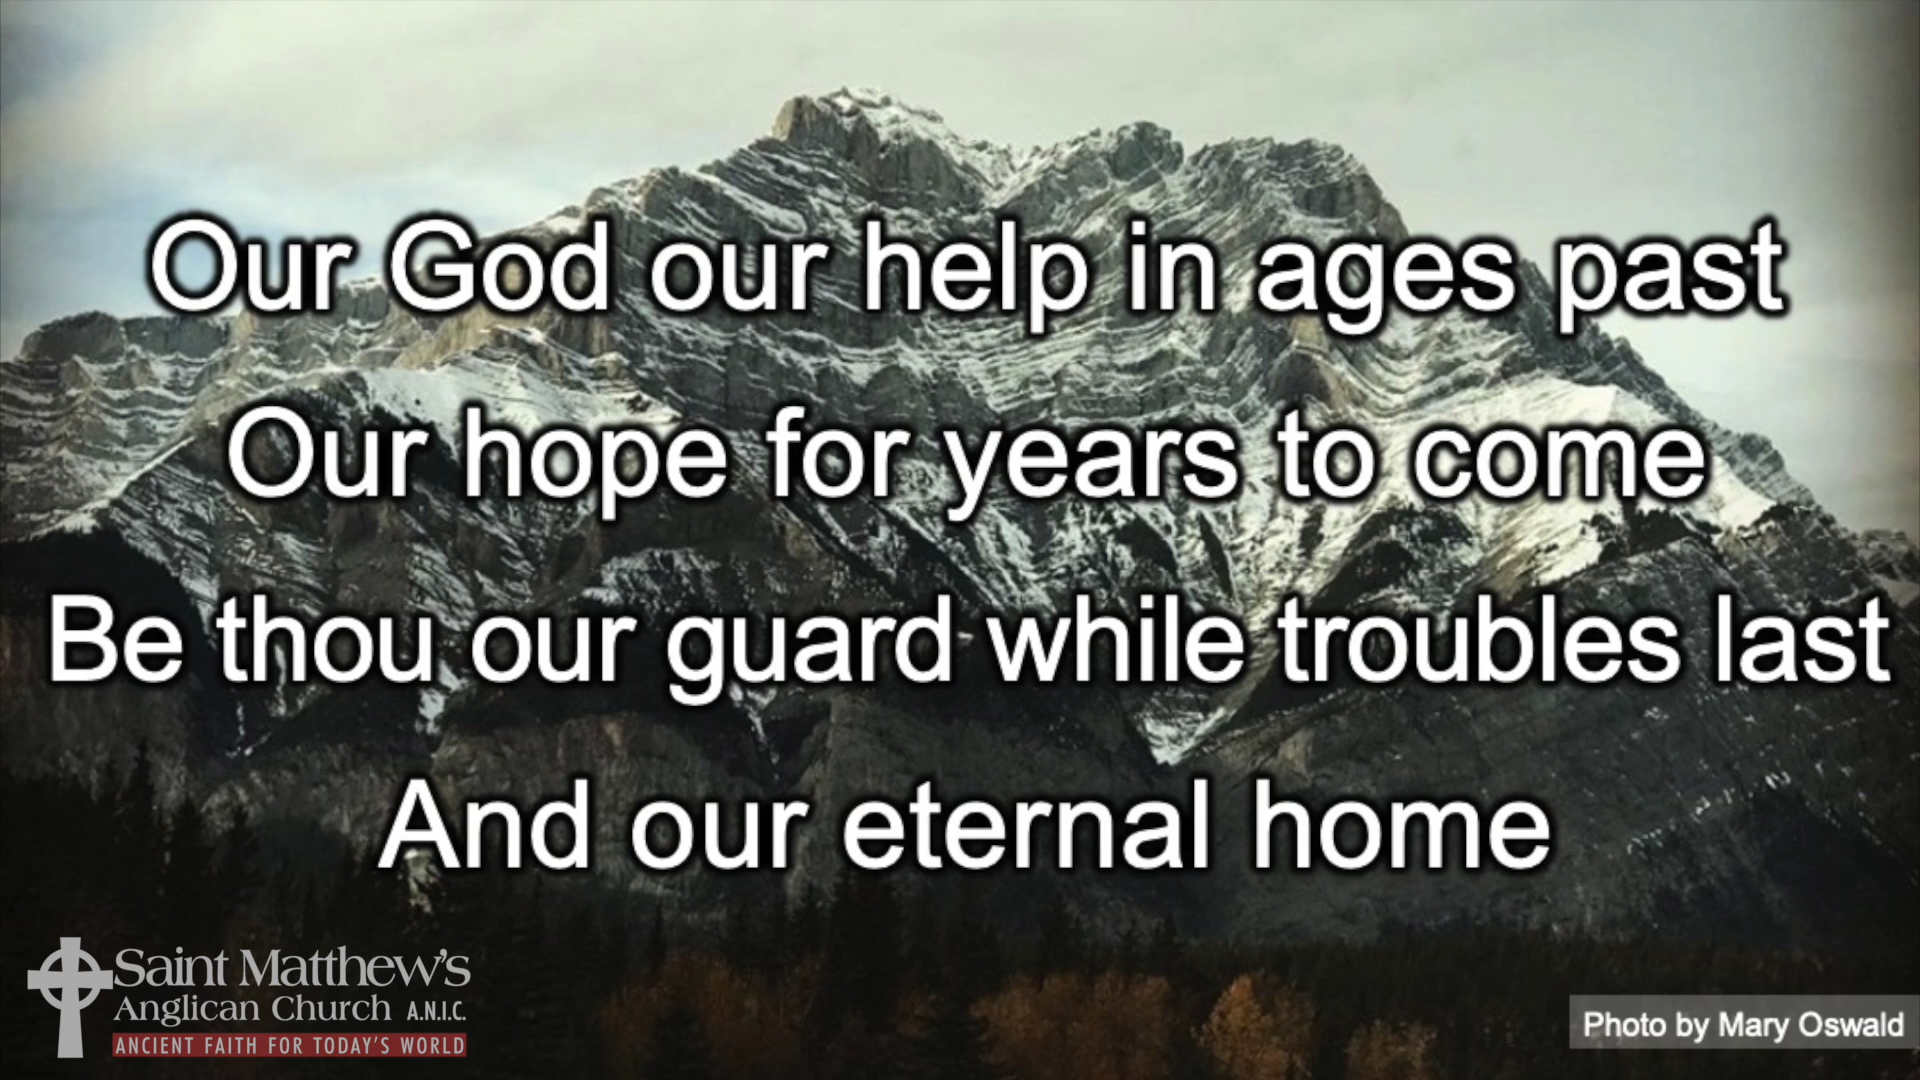 Our God our help in ages past
Our hope for years to come
Be thou our guard while troubles last
And our eternal home
Saint Matthew's
Anglican Church A.N.I.C.
ANCIENT FAITH FOR TODAY'S WORLD
Photo by Mary Oswald